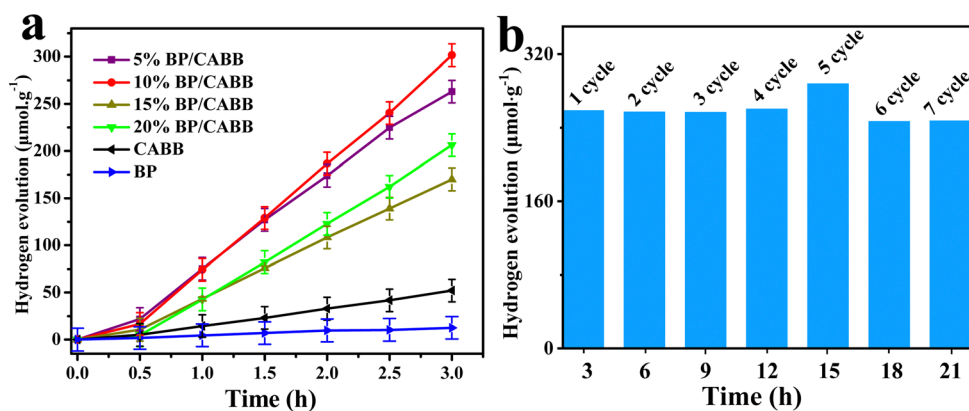 a
Hydrogen evolution (μmol·g⁻¹)
300
250
200
150
100
50
0
5% BP/CABB
10% BP/CABB
15% BP/CABB
20% BP/CABB
CABB
BP
0.0 0.5 1.0 1.5 2.0 2.5 3.0
Time (h)
b
Hydrogen evolution (μmol·g⁻¹)
320
160
0
1 cycle
2 cycle
3 cycle
4 cycle
5 cycle
6 cycle
7 cycle
3 6 9 12 15 18 21
Time (h)